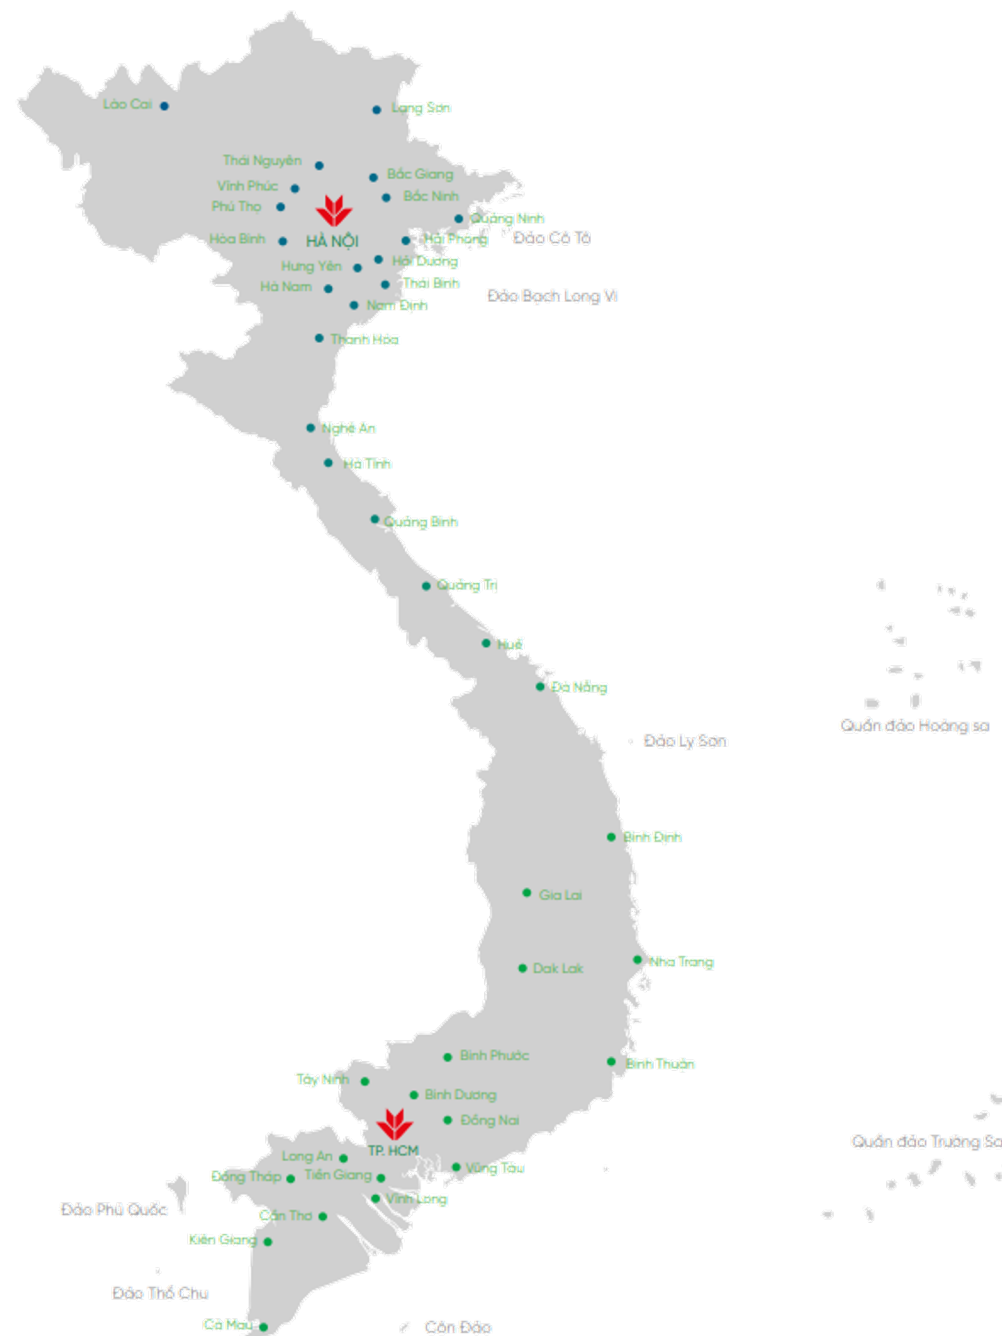 Lào Cai
Lạng Sơn
Thái Nguyên
Bắc Giang
Vĩnh Phúc
Bắc Ninh
Phú Thọ
Quảng Ninh
HÀ NỘI
Hòa Bình
Hải Phòng
Đảo Cô Tô
Hải Dương
Hưng Yên
Hà Nam
Thái Bình
Đảo Bạch Long Vĩ
Nam Định
Thanh Hóa
Nghệ An
Hà Tĩnh
Quảng Bình
Quảng Trị
Huế
Đà Nẵng
Quần đảo Hoàng sa
Đảo Lý Sơn
Bình Định
Gia Lai
Nha Trang
Dak Lak
Bình Phước
Bình Thuận
Tây Ninh
Bình Dương
Đồng Nai
Quần đảo Trường Sa
TP. HCM
Long An
Vũng Tàu
Đồng Tháp
Tiền Giang
Vĩnh Long
Đảo Phú Quốc
Cần Thơ
Kiên Giang
Đảo Thổ Chu
Cà Mau
Côn Đảo